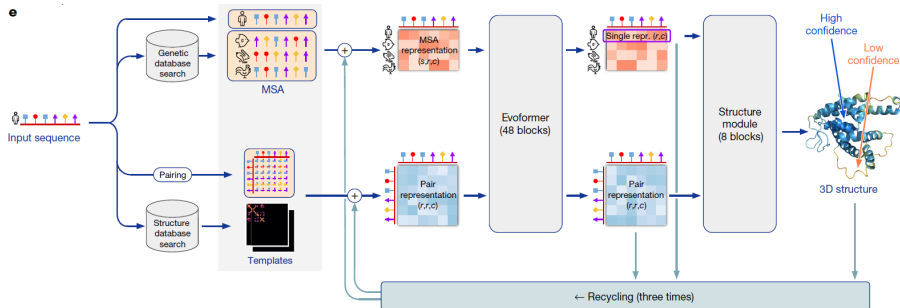 e
Input sequence
Genetic
database
search
MSA
Pairing
Structure
database
search
Templates
MSA
representation
(s,r,c)
Pair
representation
(r,r,c)
Evoformer
(48 blocks)
Single repr. (r,c)
Pair
representation
(r,r,c)
Structure
module
(8 blocks)
High
confidence
Low
confidence
3D structure
← Recycling (three times)